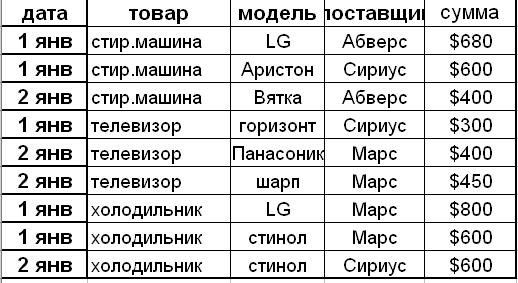 дата товар модель поставщик сумма
1 янв стир.машина LG Абверс $680
1 янв стир.машина Аристон Сириус $600
2 янв стир.машина Вятка Абверс $400
1 янв телевизор горизонт Сириус $300
2 янв телевизор Панасоник Марс $400
2 янв телевизор шарп Марс $450
1 янв холодильник LG Марс $800
1 янв холодильник стинол Марс $600
2 янв холодильник стинол Сириус $600